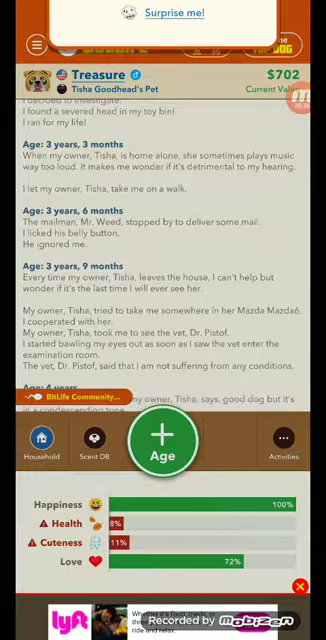 Surprise me!
Treasure
$702
Tisha Goodhead's Pet
Current Val
I decided to investigate.
I found a severed head in my toy bin!
I ran for my life!
Age: 3 years, 3 months
When my owner, Tisha, is home alone, she sometimes plays music
way too loud. It makes me wonder if it's detrimental to my hearing.
I let my owner, Tisha, take me on a walk.
Age: 3 years, 6 months
The mailman, Mr. Weed, stopped by to deliver some mail.
I licked his belly button.
He ignored me.
Age: 3 years, 9 months
Every time my owner, Tisha, leaves the house, I can't help but
wonder if it's the last time I will ever see her.
My owner, Tisha, tried to take me somewhere in her Mazda Mazda6.
I cooperated with her.
My owner, Tisha, took me to see the vet, Dr. Pistof.
I started bawling my eyes out as soon as I saw the vet enter the
examination room.
The vet, Dr. Pistof, said that I am not suffering from any conditions.
Age: 4 years
BitLife Community...
my owner, Tisha, says, good dog but it's
in a condescending tone
Household
Scent DB
+
Age
Activities
Happiness
100%
Health
8%
Cuteness
11%
Love
72%
lyft
Whether it's food, meds, or
ride and relax.
Recorded by Mobizen